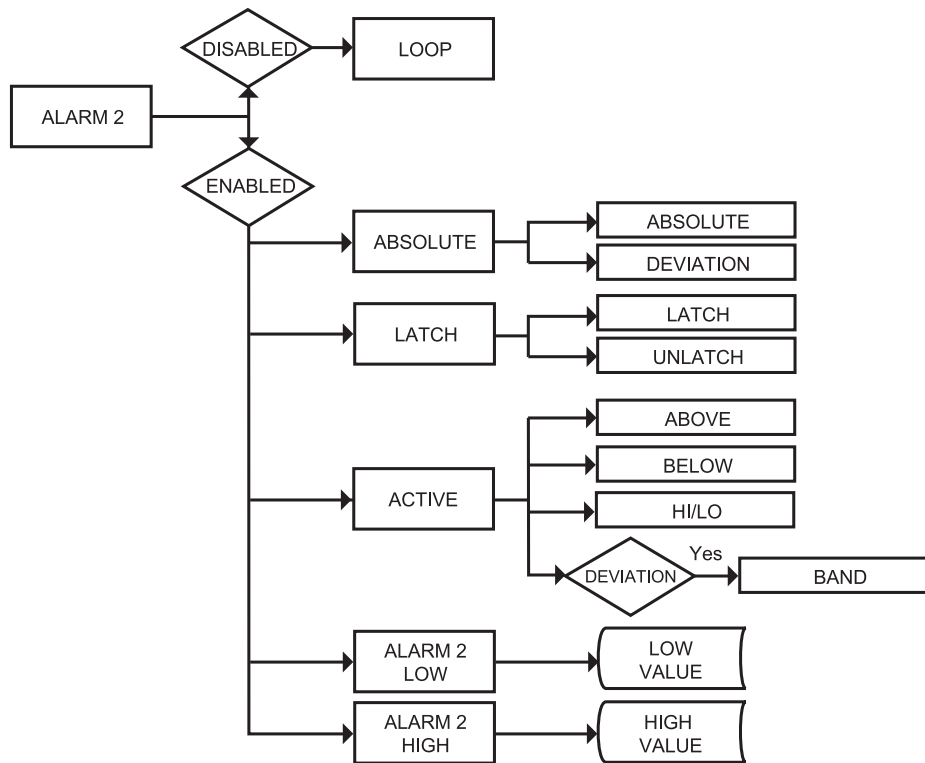 DISABLED
LOOP
ALARM 2
ENABLED
ABSOLUTE
ABSOLUTE
DEVIATION
LATCH
LATCH
UNLATCH
ACTIVE
ABOVE
BELOW
HI/LO
DEVIATION
Yes
BAND
ALARM 2
LOW
LOW
VALUE
ALARM 2
HIGH
HIGH
VALUE